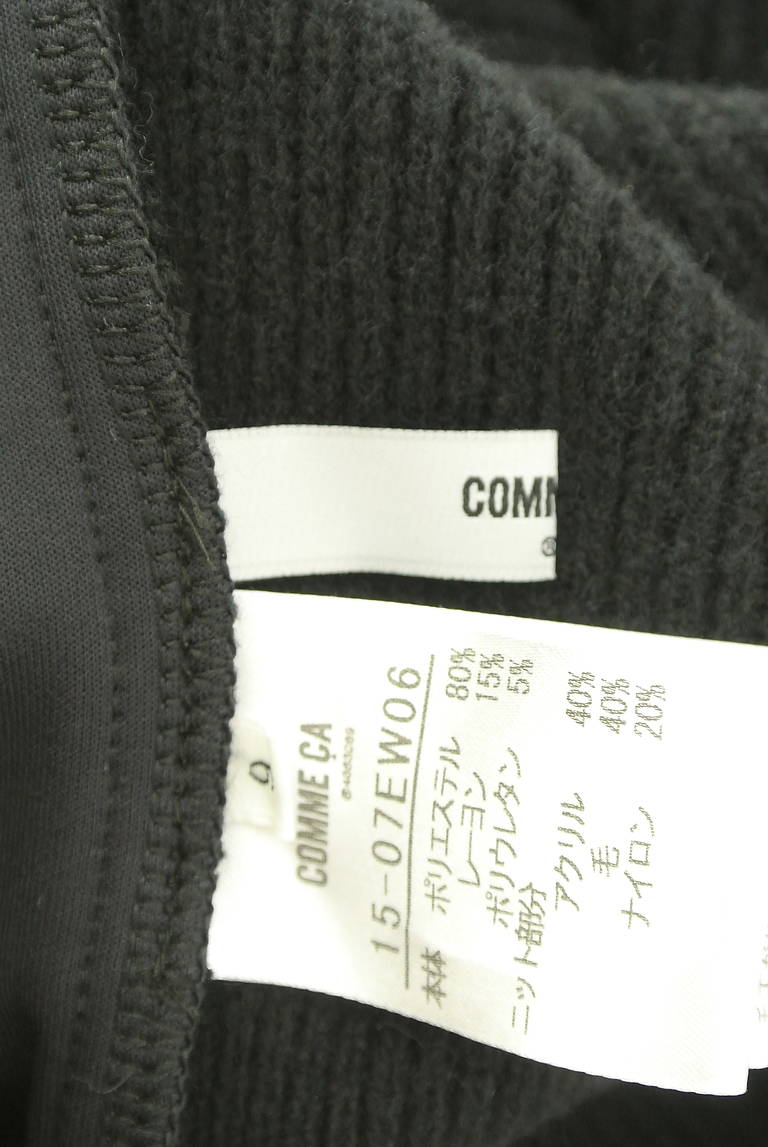 COMM
®
9
COMME ÇA
15-07EW06
本体 ポリエステル 80%
レーヨン 15%
ポリウレタン 5%
ニット部分
アクリル 40%
毛 40%
ナイロン 20%